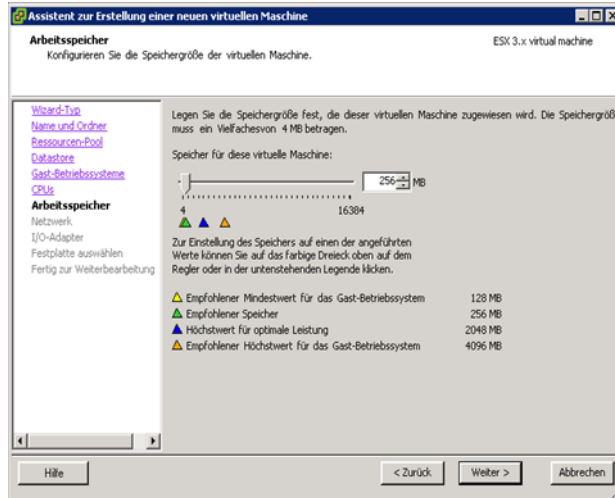 Assistent zur Erstellung einer neuen virtuellen Maschine
Arbeitsspeicher
Konfigurieren Sie die Speichergröße der virtuellen Maschine.
ESX 3.x virtual machine
Wizard-Typ
Name und Ordner
Ressourcen-Pool
Datastore
Gast-Betriebssysteme
CPUs
Arbeitsspeicher
Netzwerk
I/O-Adapter
Festplatte auswählen
Fertig zur Weiterbearbeitung
Legen Sie die Speichergröße fest, die dieser virtuellen Maschine zugewiesen wird. Die Speichergröß
muss ein Vielfachesvon 4 MB betragen.
Speicher für diese virtuelle Maschine:
256 MB
4 16384
Zur Einstellung des Speichers auf einen der angeführten
Werte können Sie auf das farbige Dreieck oben auf dem
Regler oder in der untenstehenden Legende klicken.
Empfohlener Mindestwert für das Gast-Betriebssystem 128 MB
Empfohlener Speicher 256 MB
Höchstwert für optimale Leistung 2048 MB
Empfohlener Höchstwert für das Gast-Betriebssystem 4096 MB
Hilfe < Zurück Weiter > Abbrechen